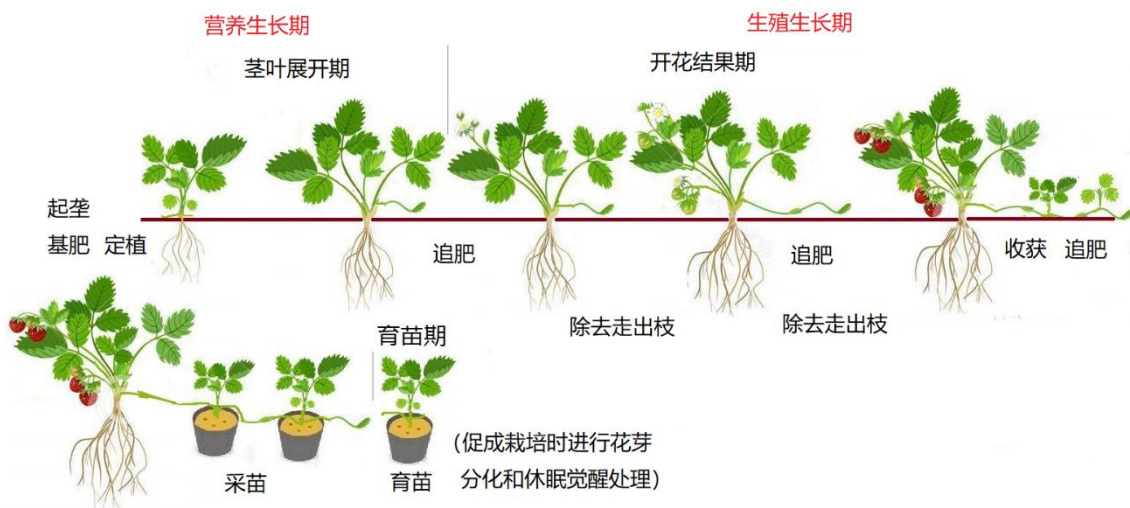 营养生长期
生殖生长期
茎叶展开期
开花结果期
起垄
基肥 定植
追肥
追肥
收获 追肥
除去走出枝
除去走出枝
育苗期
采苗
育苗
(促成栽培时进行花芽
分化和休眠觉醒处理)